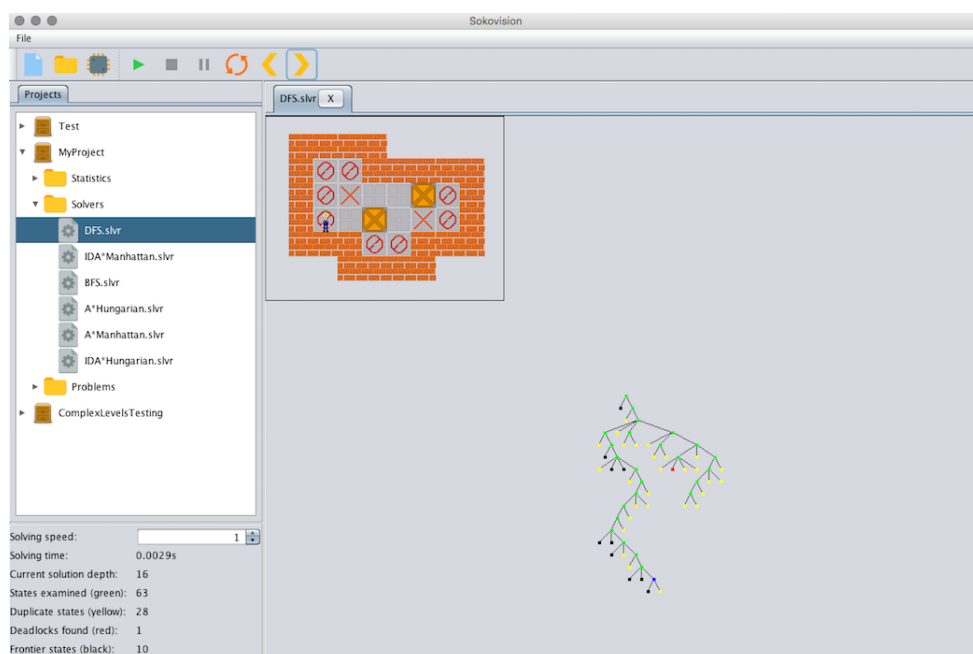 Sokovision
File
Projects
DFS.slvr X
Test
MyProject
Statistics
Solvers
DFS.slvr
IDA*Manhattan.slvr
BFS.slvr
A*Hungarian.slvr
A*Manhattan.slvr
IDA*Hungarian.slvr
Problems
ComplexLevelsTesting
Solving speed: 1
Solving time: 0.0029s
Current solution depth: 16
States examined (green): 63
Duplicate states (yellow): 28
Deadlocks found (red): 1
Frontier states (black): 10